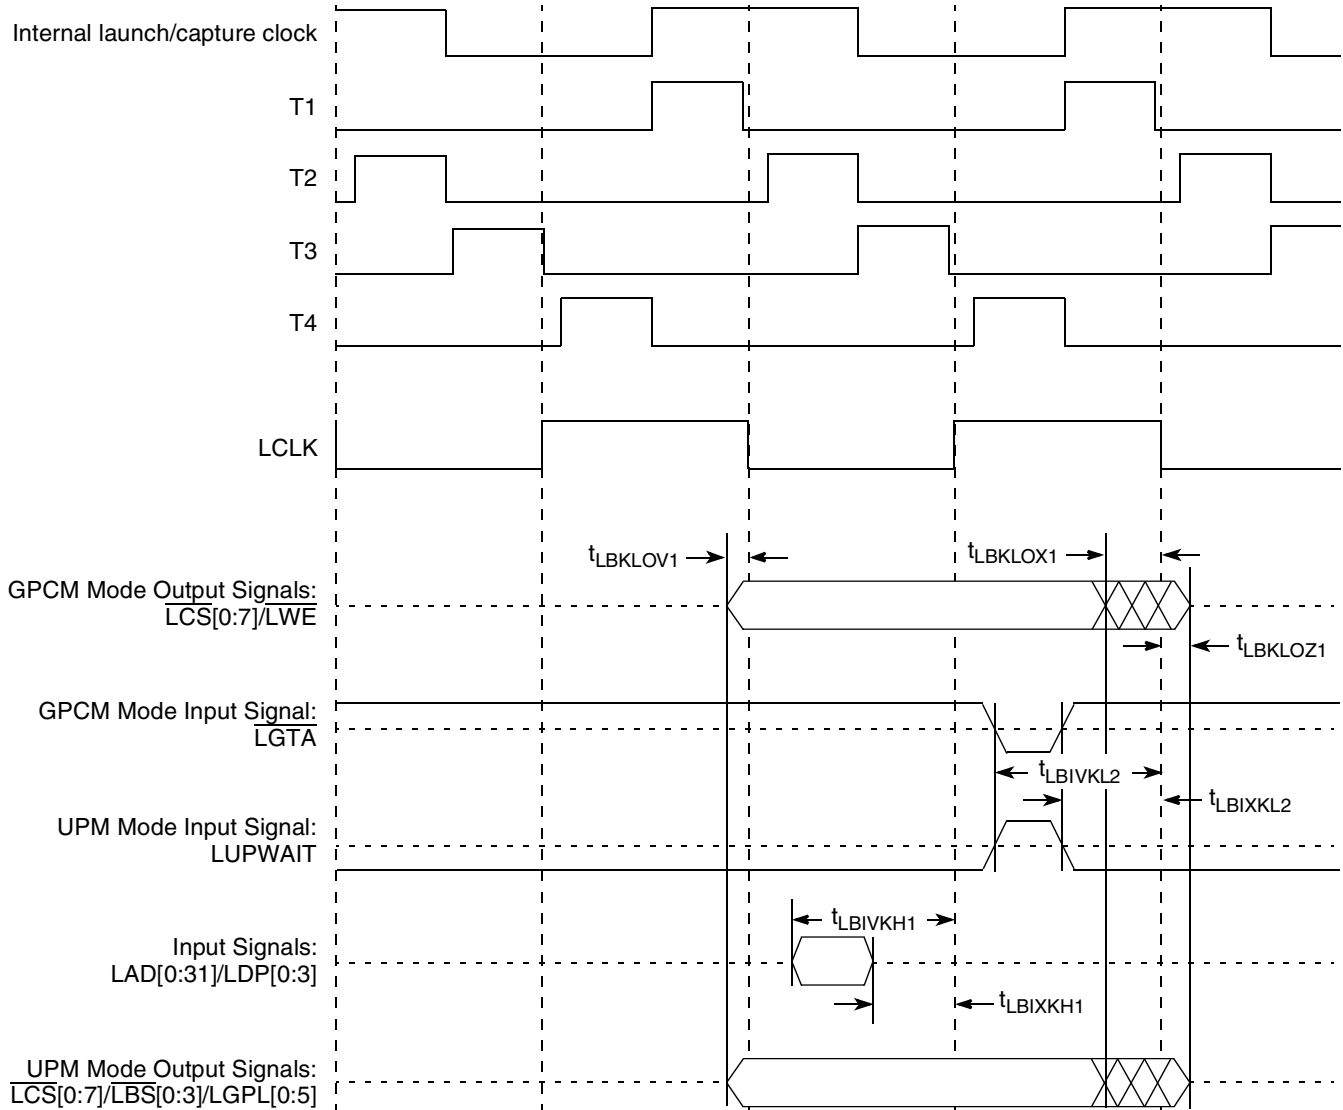 Internal launch/capture clock
T1
T2
T3
T4
LCLK
tLBKLOV1
tLBKLOX1
GPCM Mode Output Signals:
LCS[0:7]/LWE
tLBKLOZ1
GPCM Mode Input Signal:
LGTA
tLBIVKL2
tLBIXKL2
UPM Mode Input Signal:
LUPWAIT
tLBIVKH1
Input Signals:
LAD[0:31]/LDP[0:3]
tLBIXKH1
UPM Mode Output Signals:
LCS[0:7]/LBS[0:3]/LGPL[0:5]